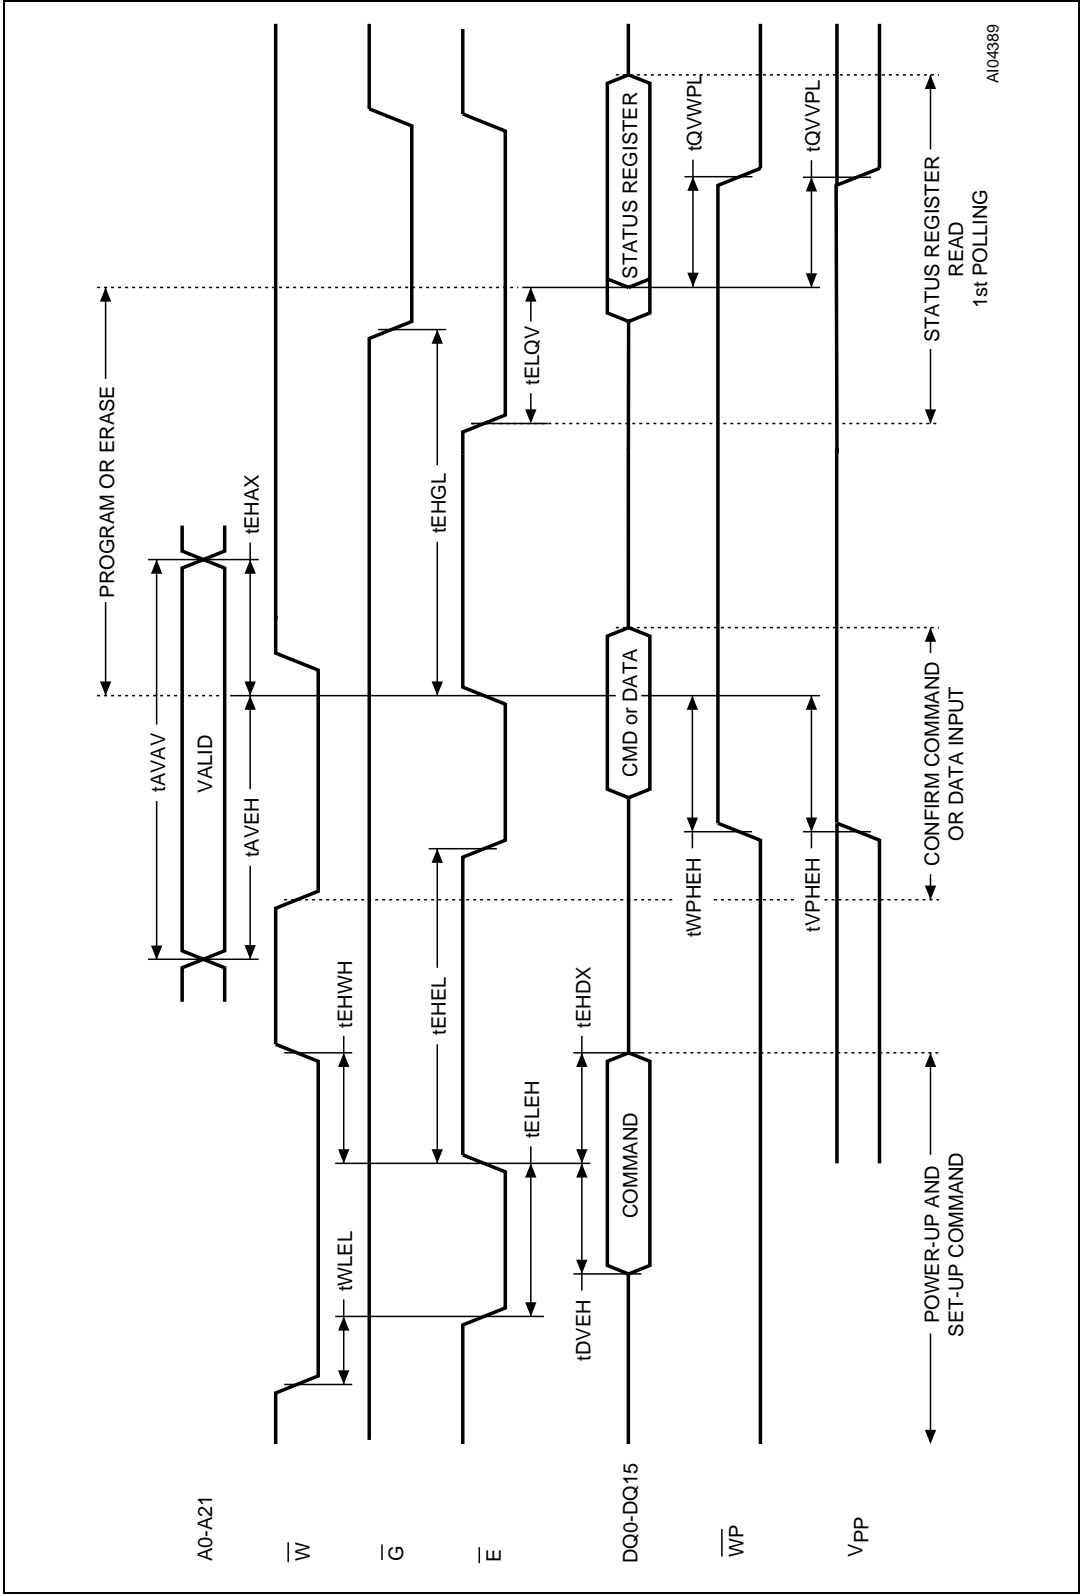 PROGRAM OR ERASE
tAVAV
A0-A21
VALID
tAVEH
tEHAX
W
tWLEL
tEHWH
G
tEHEL
tEHGL
E
tELEH
tELQV
tDVEH
tEHDX
DQ0-DQ15
COMMAND
CMD or DATA
STATUS REGISTER
tWPHEH
tQVWPL
WP
tVPHEH
tQVVPL
VPP
POWER-UP AND
SET-UP COMMAND
CONFIRM COMMAND
OR DATA INPUT
STATUS REGISTER
READ
1st POLLING
AI04389